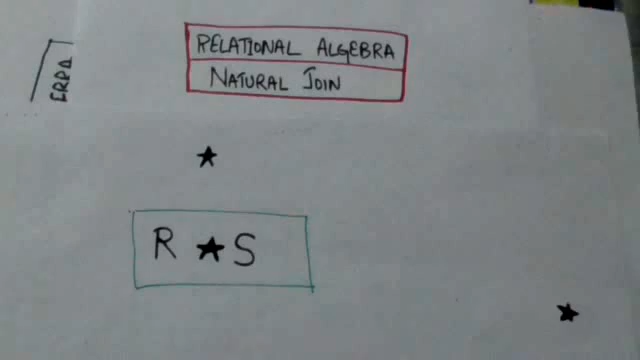 RELATIONAL ALGEBRA
NATURAL JOIN
★
R ★ S
★